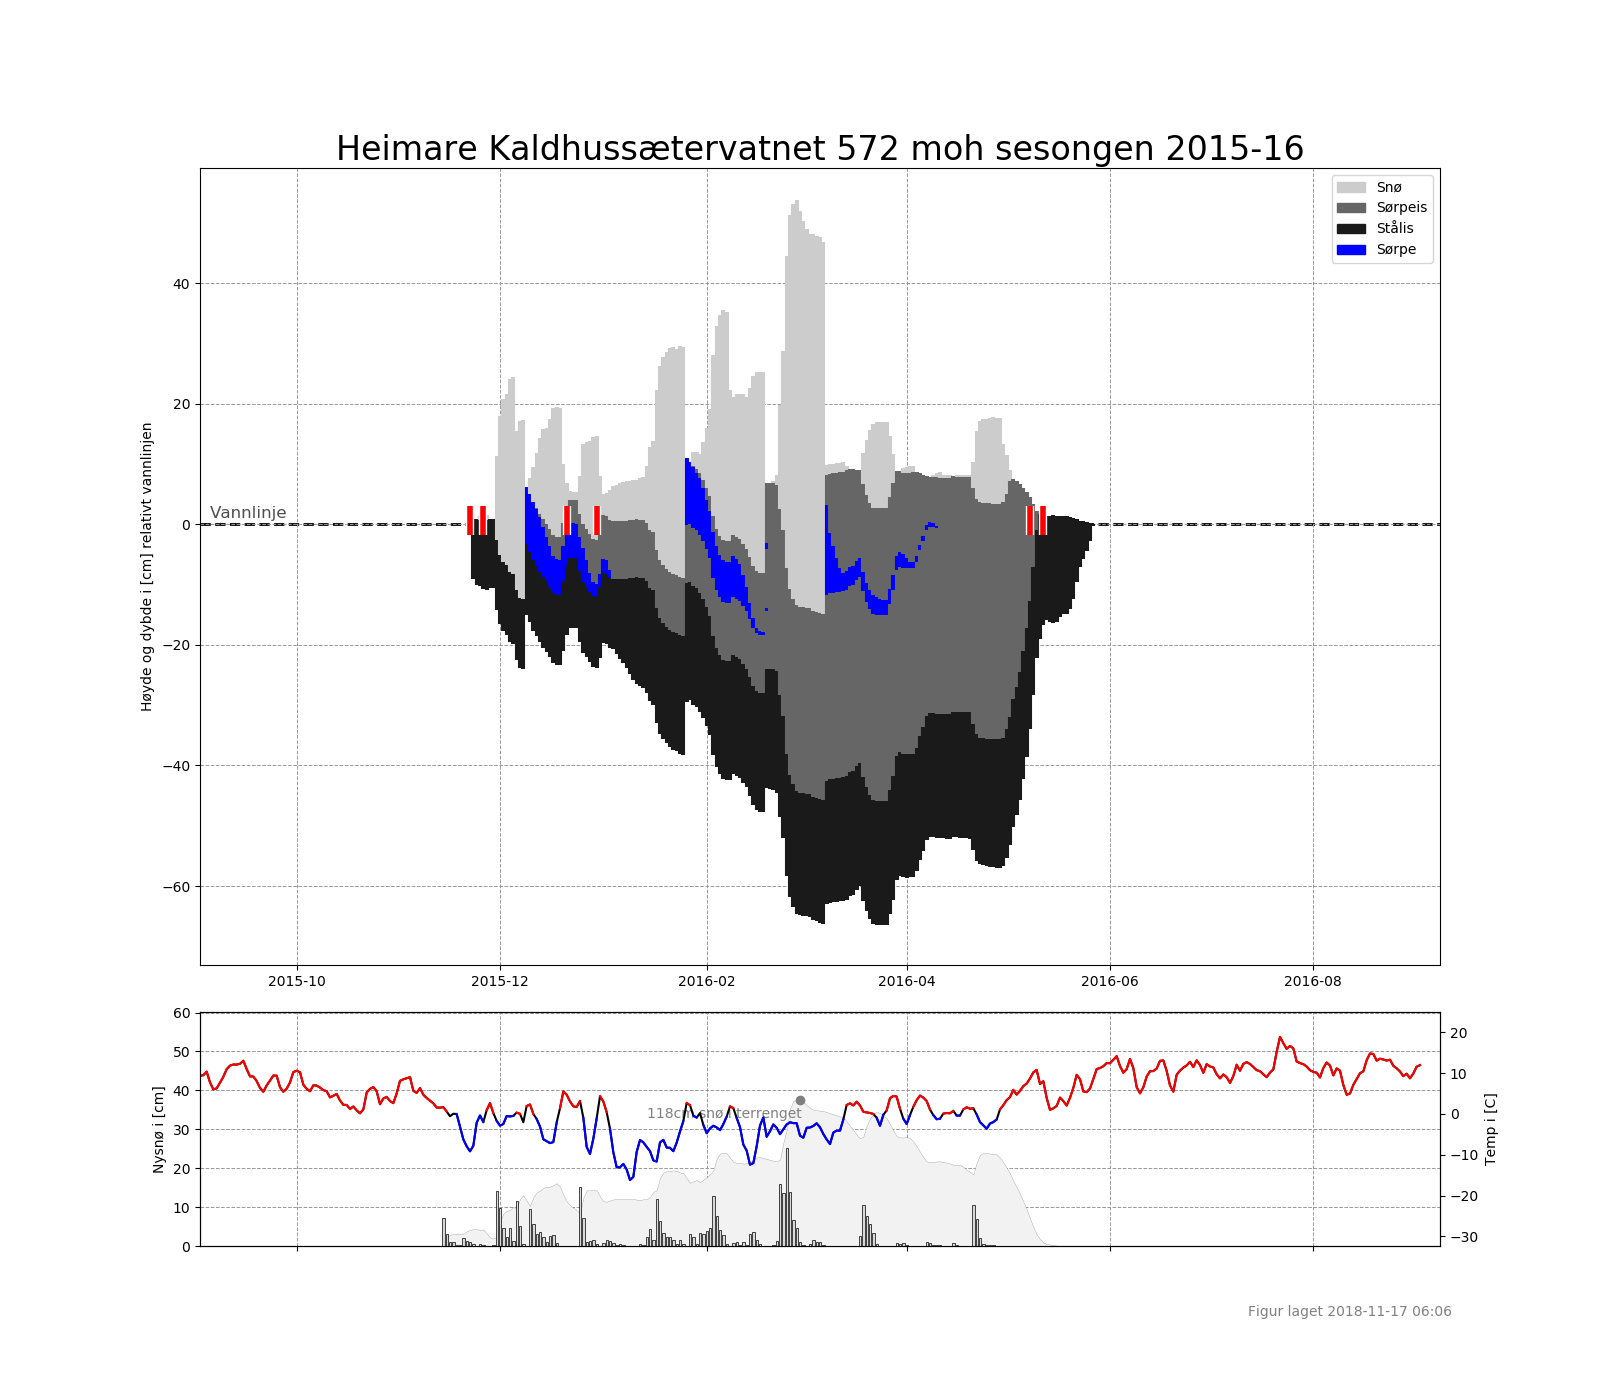 Heimare Kaldhussætervatnet 572 moh sesongen 2015-16
Snø
Sørpeis
Stålis
Sørpe
Høyde og dybde i [cm] relativt vannlinjen
40
20
0
−20
−40
−60
Vannlinje
2015-10 2015-12 2016-02 2016-04 2016-06 2016-08
Nysnø i [cm]
60
50
40
30
20
10
0
118cm snø i terrenget
20
10
0
−10
−20
−30
Temp i [C]
Figur laget 2018-11-17 06:06